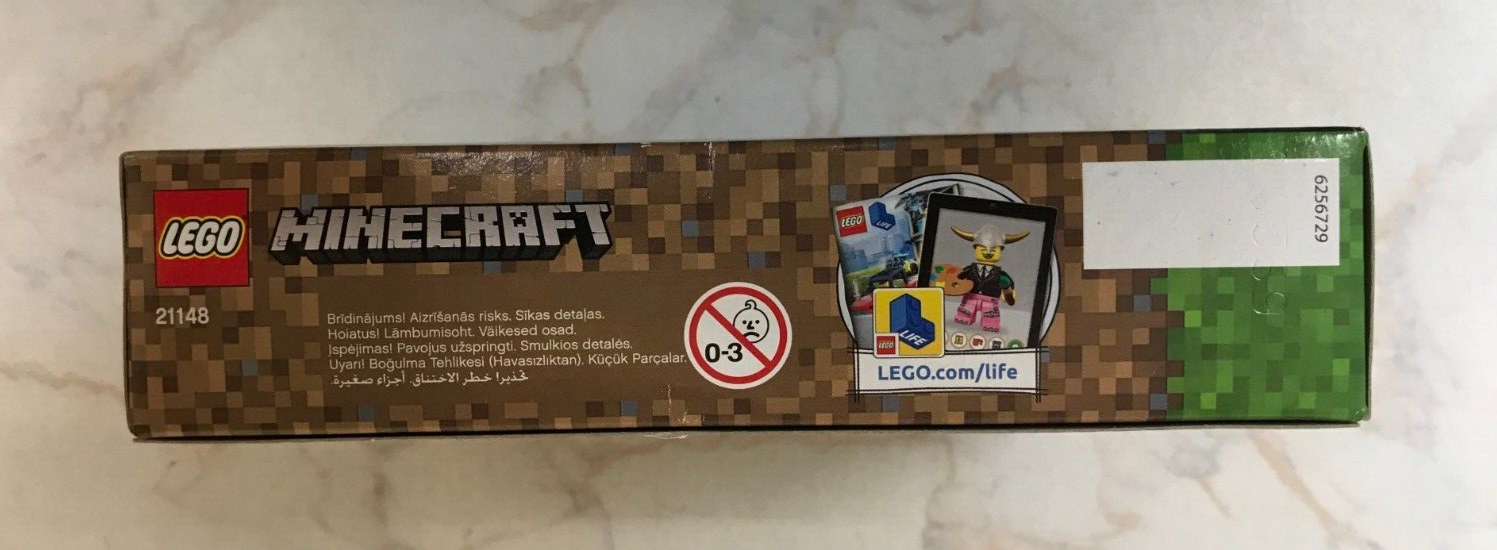 LEGO
MINECRAFT
21148
Brīdinājums! Aizrīšanās risks. Sīkas detaļas.
Hoiatus! Lämbumisoht. Väikesed osad.
Įspėjimas! Pavojus užspringti. Smulkios detalės.
Uyarı! Boğulma Tehlikesi (Havasızlıktan). Küçük Parçalar.
تحذير! خطر الاختناق. أجزاء صغيرة.
0-3
LEGO
LIFE
LEGO
LIFE
LEGO.com/life
6256729